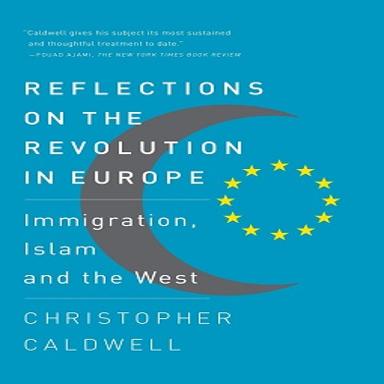 "Caldwell gives his subject its most sustained
and thoughtful treatment to date."
—FOUAD AJAMI, THE NEW YORK TIMES BOOK REVIEW
REFLECTIONS
ON THE
REVOLUTION
IN EUROPE
Immigration,
Islam
and the West
CHRISTOPHER
CALDWELL